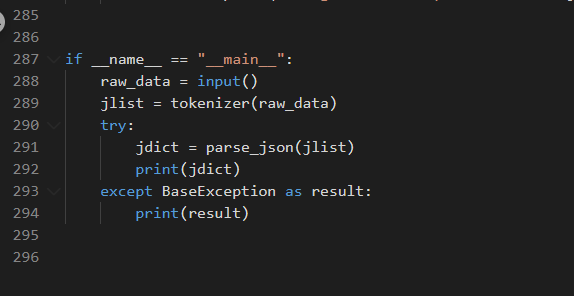 285
286
287 if __name__ == "__main__":
288     raw_data = input()
289     jlist = tokenizer(raw_data)
290     try:
291         jdict = parse_json(jlist)
292         print(jdict)
293     except BaseException as result:
294         print(result)
295
296